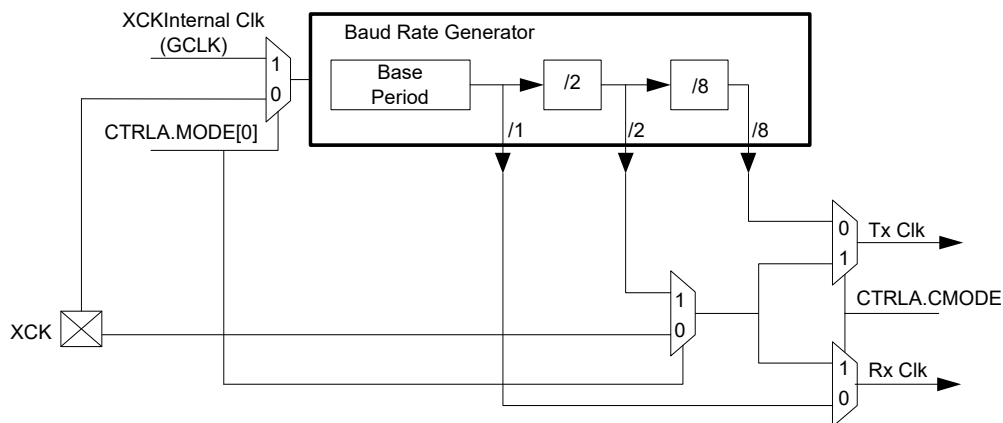 XCKInternal Clk
(GCLK)
Baud Rate Generator
1
0
Base
Period
/2
/8
CTRLA.MODE[0]
/1
/2
/8
0
1
Tx Clk
1
0
CTRLA.CMODE
XCK
1
0
Rx Clk